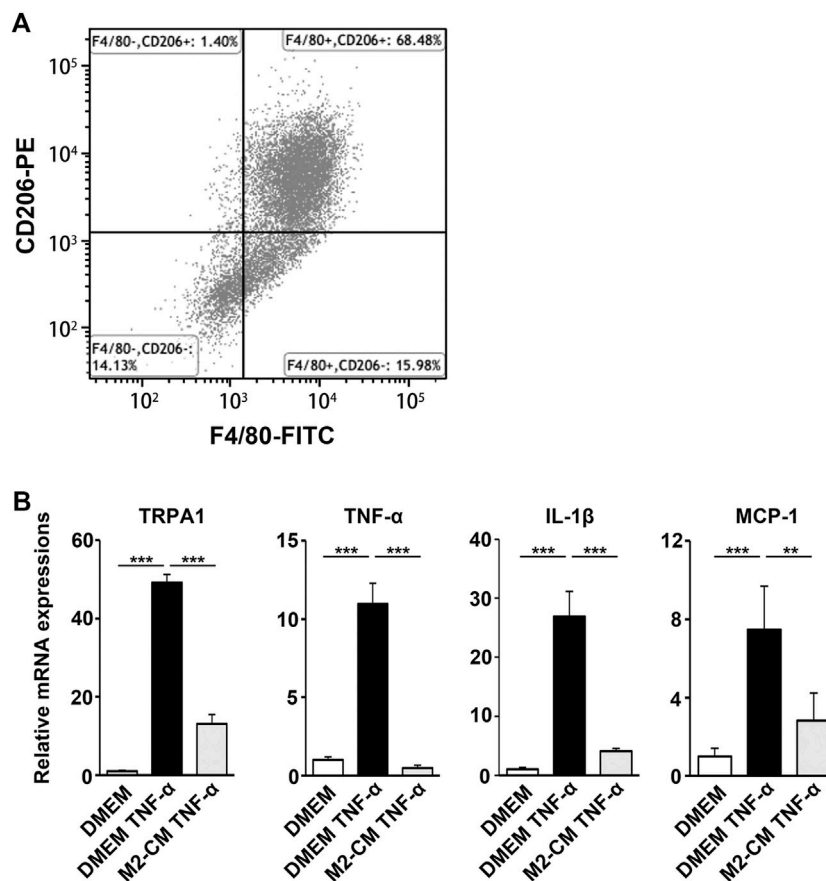 A
F4/80-,CD206+: 1.40%
F4/80+,CD206+: 68.48%
10⁵
10⁴
10³
10²
CD206-PE
F4/80-,CD206-:
14.13%
F4/80+,CD206-: 15.98%
10² 10³ 10⁴ 10⁵
F4/80-FITC
B
Relative mRNA expressions
TRPA1
60
40
20
0
*** ***
DMEM
DMEM TNF-α
M2-CM TNF-α
TNF-α
15
10
5
0
*** ***
DMEM
DMEM TNF-α
M2-CM TNF-α
IL-1β
40
30
20
10
0
*** ***
DMEM
DMEM TNF-α
M2-CM TNF-α
MCP-1
12
8
4
0
*** **
DMEM
DMEM TNF-α
M2-CM TNF-α